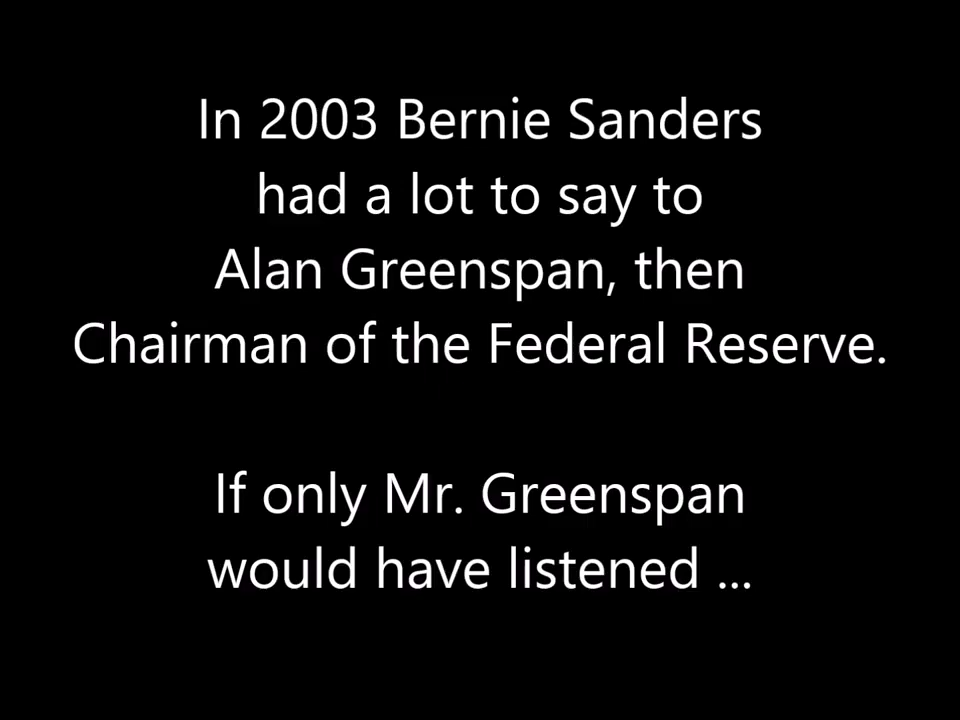 In 2003 Bernie Sanders
had a lot to say to
Alan Greenspan, then
Chairman of the Federal Reserve.
If only Mr. Greenspan
would have listened ...